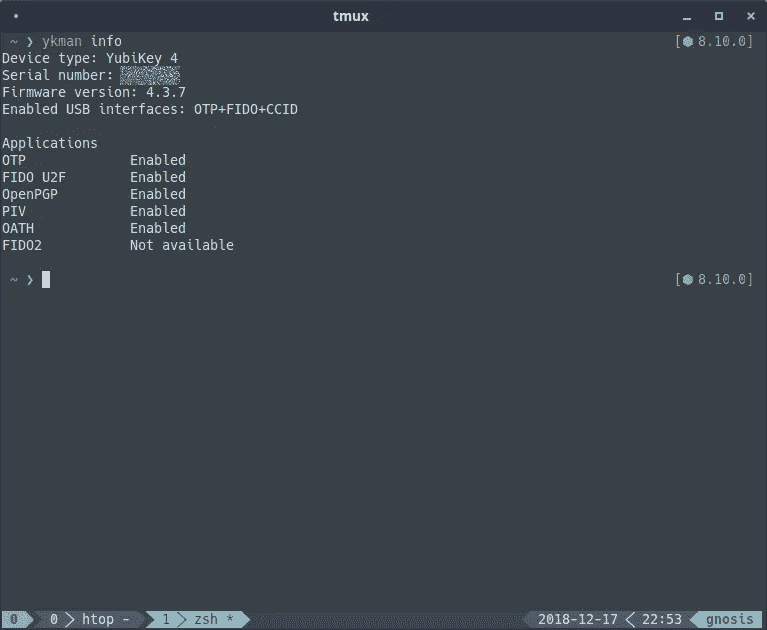 tmux
~ ❯ ykman info [⬢ 8.10.0]
Device type: YubiKey 4
Serial number:
Firmware version: 4.3.7
Enabled USB interfaces: OTP+FIDO+CCID
Applications
OTP Enabled
FIDO U2F Enabled
OpenPGP Enabled
PIV Enabled
OATH Enabled
FIDO2 Not available
~ ❯ [⬢ 8.10.0]
0 0 htop - 1 zsh * 2018-12-17 22:53 gnosis